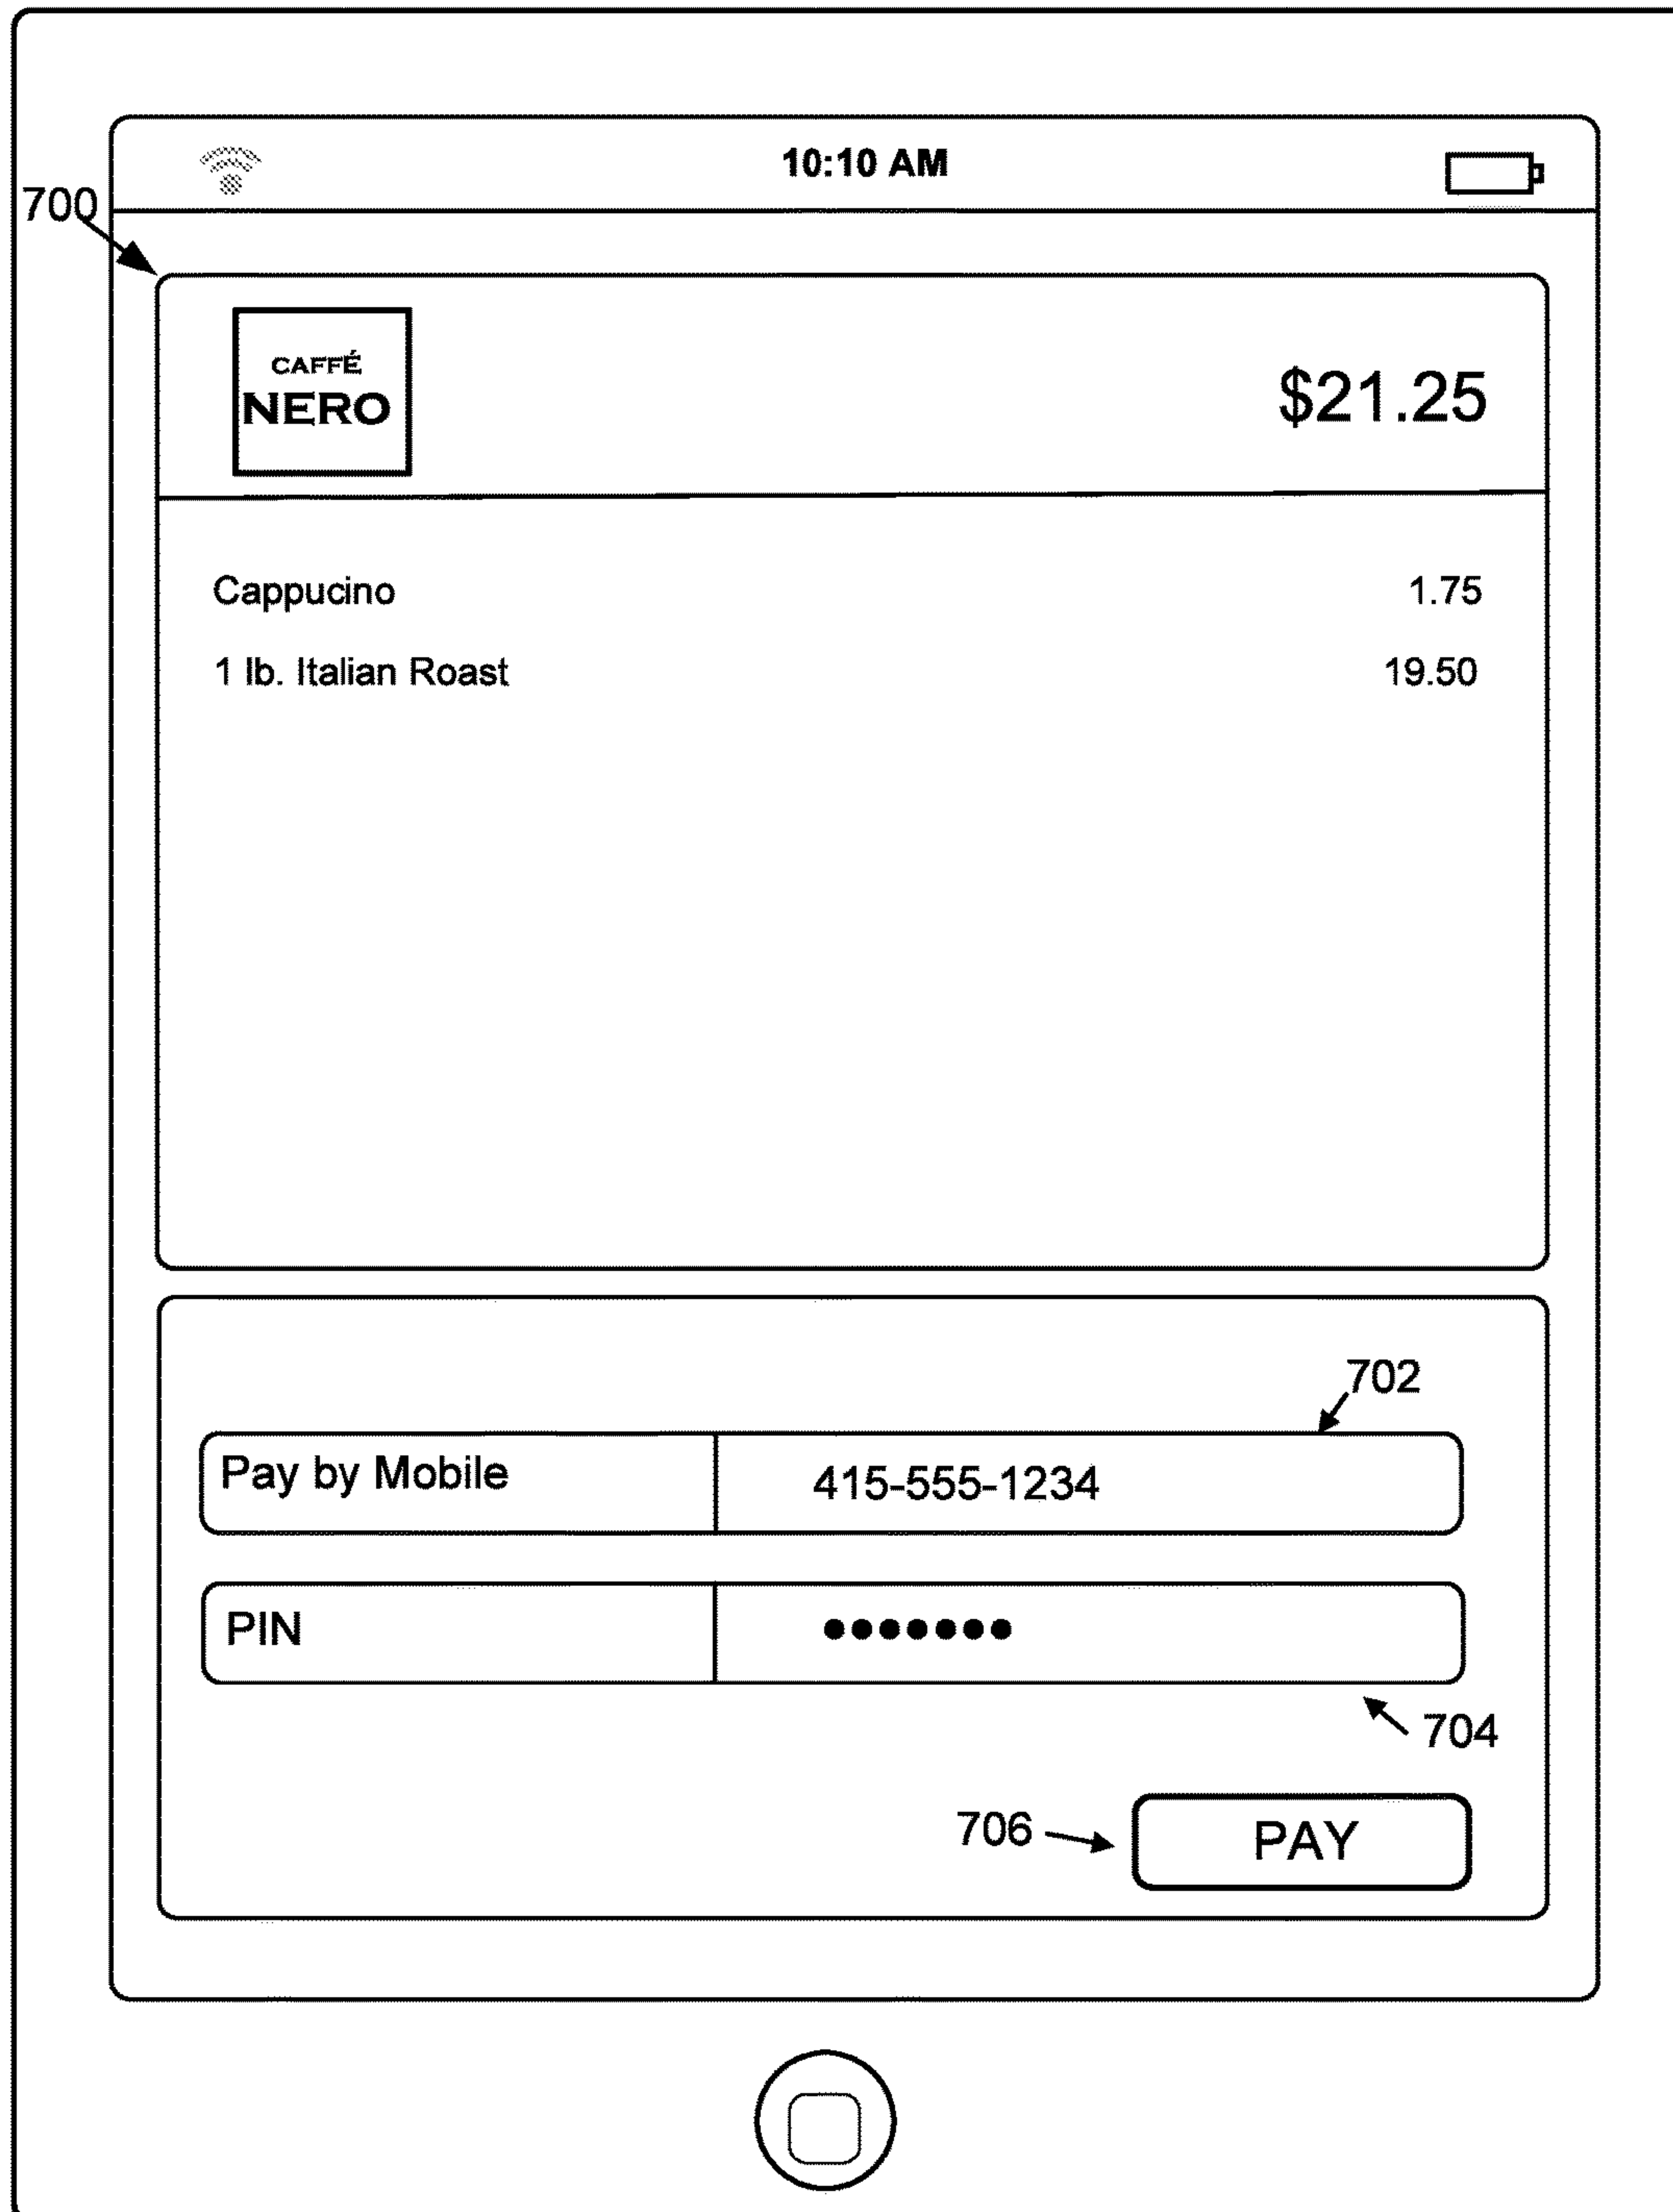 10:10 AM
700
CAFFÉ
NERO
$21.25
Cappucino 1.75
1 lb. Italian Roast 19.50
702
Pay by Mobile 415-555-1234
PIN •••••••
704
706
PAY